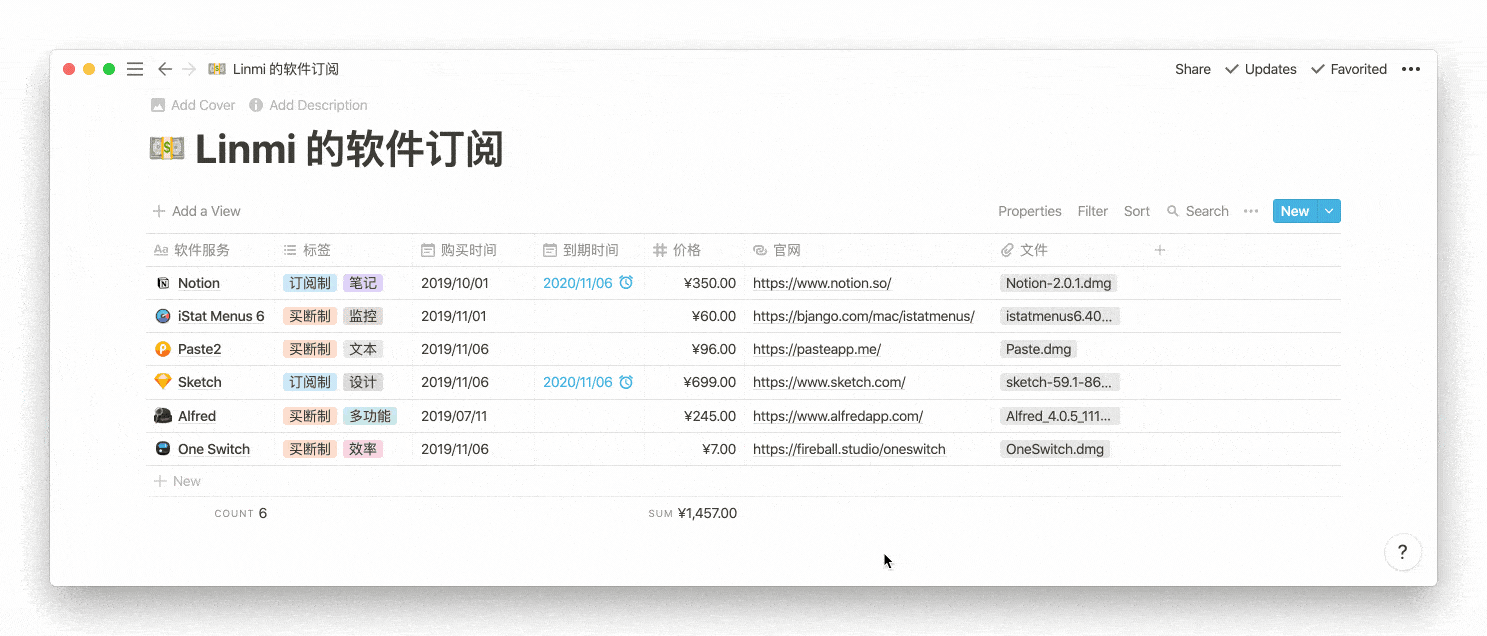 Linmi 的软件订阅 Share Updates Favorited
Add Cover Add Description
Linmi 的软件订阅
Add a View Properties Filter Sort Search New
Aa 软件服务 标签 购买时间 到期时间 价格 官网 文件
Notion 订阅制 笔记 2019/10/01 2020/11/06 ¥350.00 https://www.notion.so/ Notion-2.0.1.dmg
iStat Menus 6 买断制 监控 2019/11/01 ¥60.00 https://bjango.com/mac/istatmenus/ istatmenus6.40...
Paste2 买断制 文本 2019/11/06 ¥96.00 https://pasteapp.me/ Paste.dmg
Sketch 订阅制 设计 2019/11/06 2020/11/06 ¥699.00 https://www.sketch.com/ sketch-59.1-86...
Alfred 买断制 多功能 2019/07/11 ¥245.00 https://www.alfredapp.com/ Alfred_4.0.5_111...
One Switch 买断制 效率 2019/11/06 ¥7.00 https://fireball.studio/oneswitch OneSwitch.dmg
New
COUNT 6 SUM ¥1,457.00
?